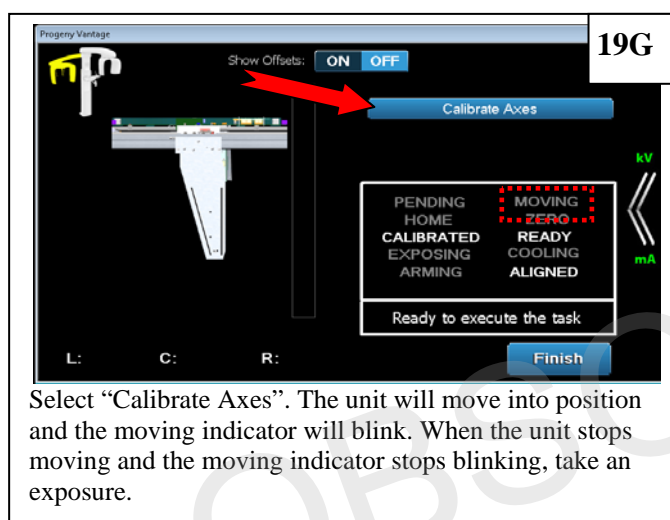 Progeny Vantage
19G
Show Offsets: ON OFF
Calibrate Axes
kV
PENDING MOVING
HOME ZERO
CALIBRATED READY
EXPOSING COOLING
ARMING ALIGNED
mA
Ready to execute the task
L: C: R: Finish
Select “Calibrate Axes”. The unit will move into position
and the moving indicator will blink. When the unit stops
moving and the moving indicator stops blinking, take an
exposure.
OBSO